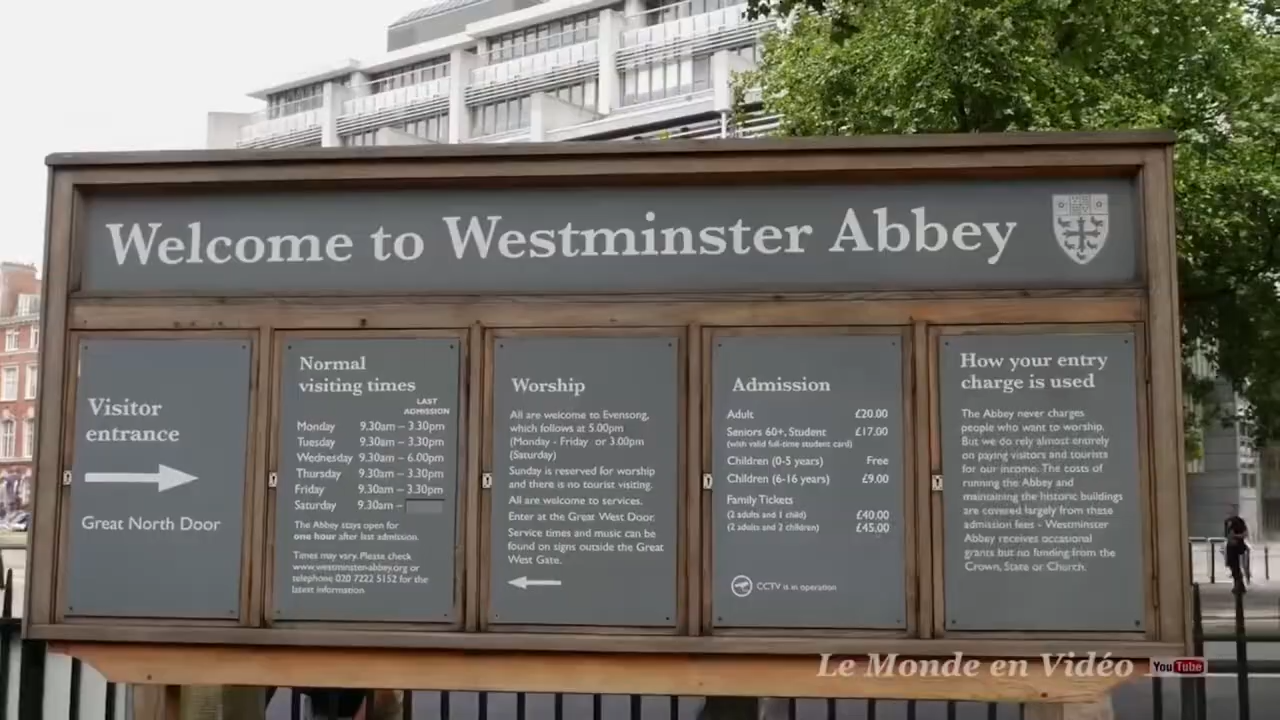 Welcome to Westminster Abbey
Visitor
entrance
Great North Door
Normal
visiting times
LAST
ADMISSION
Monday 9.30am – 3.30pm
Tuesday 9.30am – 3.30pm
Wednesday 9.30am – 6.00pm
Thursday 9.30am – 3.30pm
Friday 9.30am – 3.30pm
Saturday 9.30am –
The Abbey stays open for
one hour after last admission.
Times may vary. Please check
www.westminster-abbey.org or
telephone 020 7222 5152 for the
latest information
Worship
All are welcome to Evensong,
which follows at 5.00pm
(Monday - Friday or 3.00pm
(Saturday)
Sunday is reserved for worship
and there is no tourist visiting.
All are welcome to services.
Enter at the Great West Door.
Service times and music can be
found on signs outside the Great
West Gate.
Admission
Adult £20.00
Seniors 60+, Student £17.00
(with valid full-time student card)
Children (0-5 years) Free
Children (6-16 years) £9.00
Family Tickets
(2 adults and 1 child) £40.00
(2 adults and 2 children) £45.00
CCTV is in operation
How your entry
charge is used
The Abbey never charges
people who want to worship.
But we do rely almost entirely
on paying visitors and tourists
for our income. The costs of
running the Abbey and
maintaining the historic buildings
are covered largely from these
admission fees - Westminster
Abbey receives occasional
grants but no funding from the
Crown, State or Church.
Le Monde en Vidéo YouTube